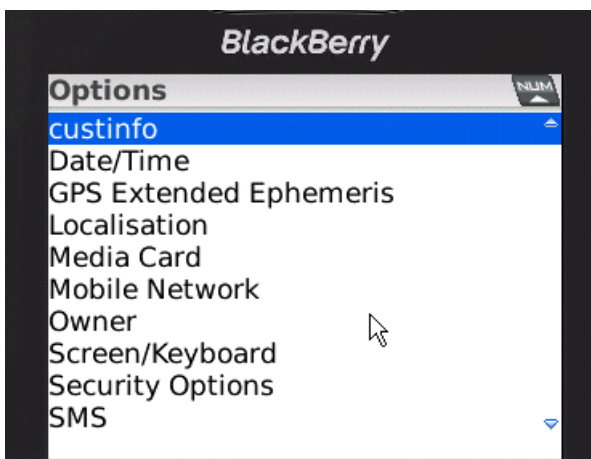 BlackBerry
Options
NUM
custinfo
Date/Time
GPS Extended Ephemeris
Localisation
Media Card
Mobile Network
Owner
Screen/Keyboard
Security Options
SMS